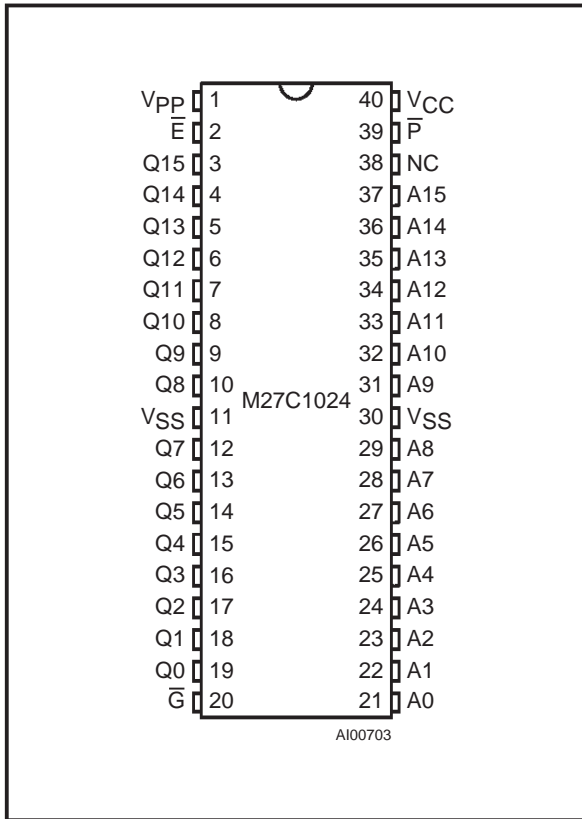 VPP 1 40 VCC
E̅ 2 39 P̅
Q15 3 38 NC
Q14 4 37 A15
Q13 5 36 A14
Q12 6 35 A13
Q11 7 34 A12
Q10 8 33 A11
Q9 9 32 A10
Q8 10 31 A9
M27C1024
VSS 11 30 VSS
Q7 12 29 A8
Q6 13 28 A7
Q5 14 27 A6
Q4 15 26 A5
Q3 16 25 A4
Q2 17 24 A3
Q1 18 23 A2
Q0 19 22 A1
G̅ 20 21 A0
AI00703